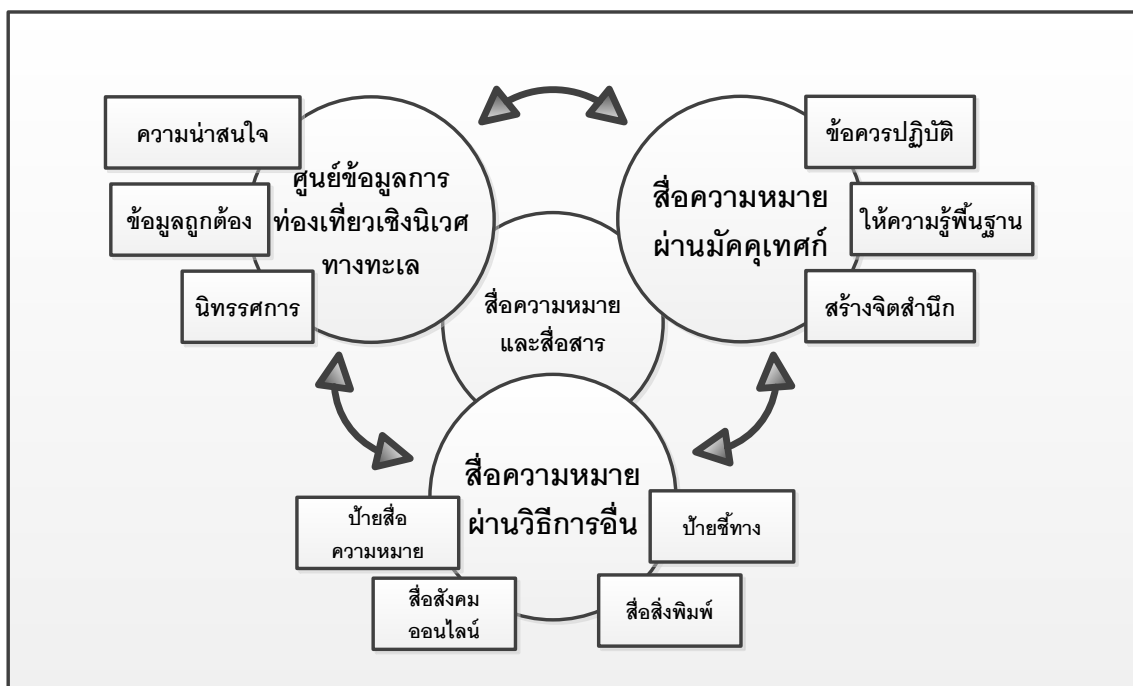 ความน่าสนใจ
ข้อมูลถูกต้อง
นิทรรศการ
ศูนย์ข้อมูลการ
ท่องเที่ยวเชิงนิเวศ
ทางทะเล
สื่อความหมาย
ผ่านมัคคุเทศก์
ข้อควรปฏิบัติ
ให้ความรู้พื้นฐาน
สร้างจิตสำนึก
สื่อความหมาย
และสื่อสาร
สื่อความหมาย
ผ่านวิธีการอื่น
ป้ายสื่อ
ความหมาย
สื่อสังคม
ออนไลน์
ป้ายชี้ทาง
สื่อสิ่งพิมพ์